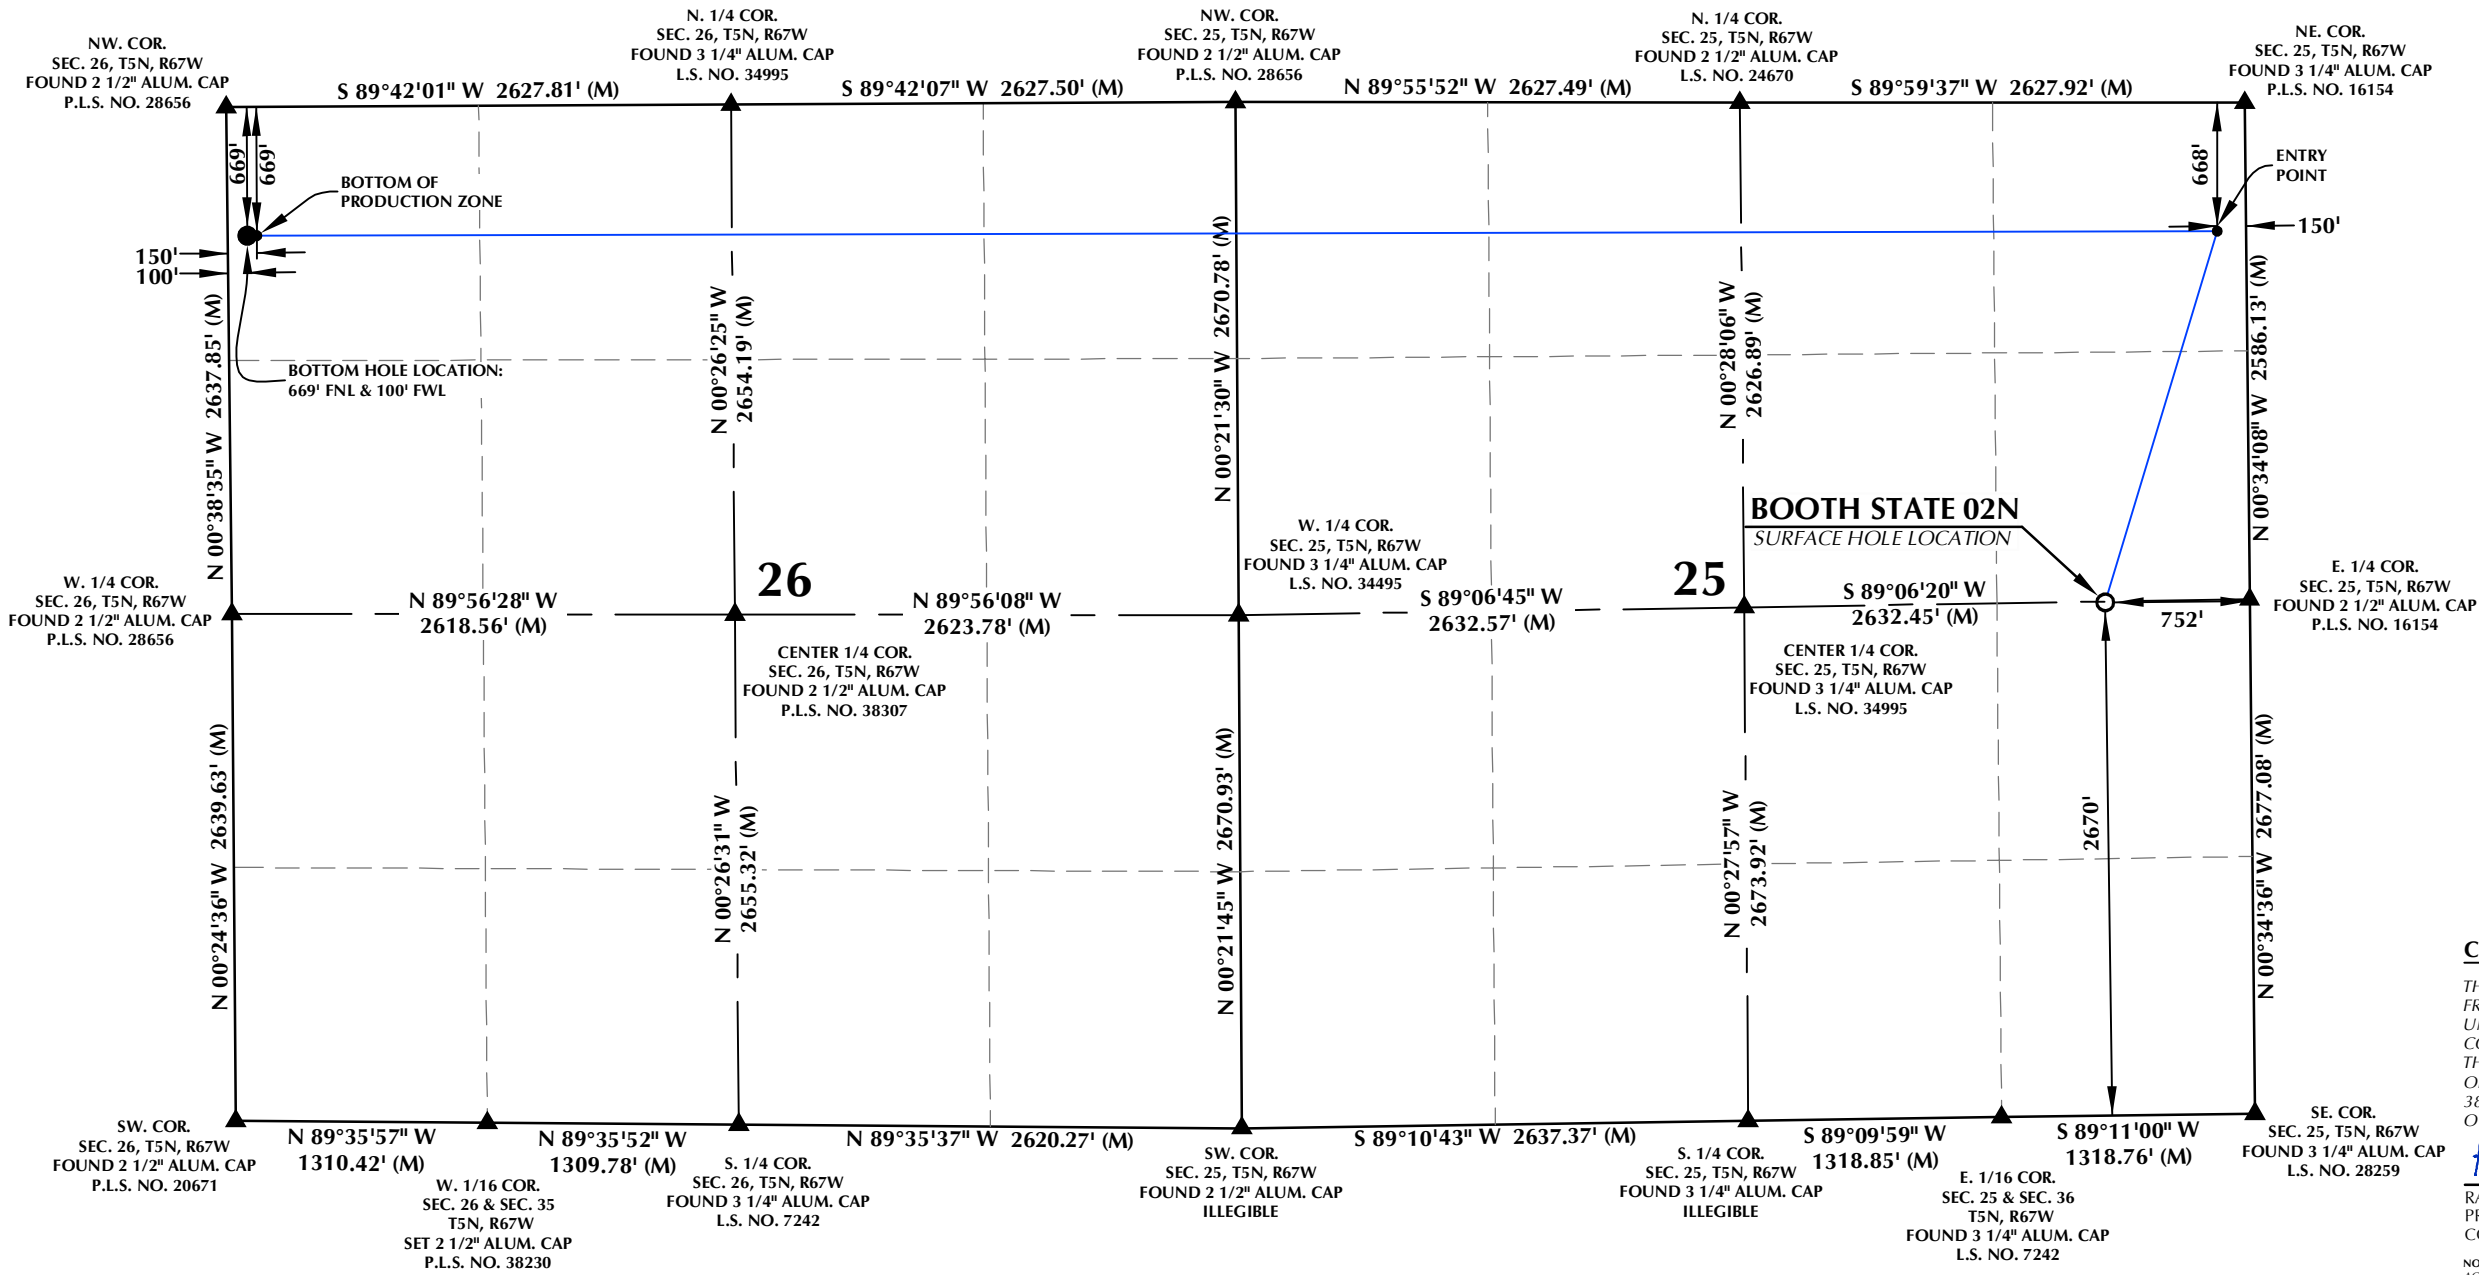 NW. COR.
SEC. 26, T5N, R67W
FOUND 2 1/2" ALUM. CAP
P.L.S. NO. 28656
N. 1/4 COR.
SEC. 26, T5N, R67W
FOUND 3 1/4" ALUM. CAP
L.S. NO. 34995
NW. COR.
SEC. 25, T5N, R67W
FOUND 2 1/2" ALUM. CAP
P.L.S. NO. 28656
N. 1/4 COR.
SEC. 25, T5N, R67W
FOUND 2 1/2" ALUM. CAP
L.S. NO. 24670
NE. COR.
SEC. 25, T5N, R67W
FOUND 3 1/4" ALUM. CAP
P.L.S. NO. 16154
S 89°42'01" W 2627.81' (M)
S 89°42'07" W 2627.50' (M)
N 89°55'52" W 2627.49' (M)
S 89°59'37" W 2627.92' (M)
669'
669'
BOTTOM OF
PRODUCTION ZONE
668'
ENTRY
POINT
150'
150'
100'
BOTTOM HOLE LOCATION:
669' FNL & 100' FWL
N 00°38'35" W 2637.85' (M)
N 00°26'25" W
2654.19' (M)
N 00°21'30" W 2670.78' (M)
N 00°28'06" W
2626.89' (M)
N 00°34'08" W 2586.13' (M)
BOOTH STATE 02N
SURFACE HOLE LOCATION
W. 1/4 COR.
SEC. 25, T5N, R67W
FOUND 3 1/4" ALUM. CAP
L.S. NO. 34495
W. 1/4 COR.
SEC. 26, T5N, R67W
FOUND 2 1/2" ALUM. CAP
P.L.S. NO. 28656
26
25
E. 1/4 COR.
SEC. 25, T5N, R67W
FOUND 2 1/2" ALUM. CAP
P.L.S. NO. 16154
N 89°56'28" W
2618.56' (M)
N 89°56'08" W
2623.78' (M)
S 89°06'45" W
2632.57' (M)
S 89°06'20" W
2632.45' (M)
752'
CENTER 1/4 COR.
SEC. 26, T5N, R67W
FOUND 2 1/2" ALUM. CAP
P.L.S. NO. 38307
CENTER 1/4 COR.
SEC. 25, T5N, R67W
FOUND 3 1/4" ALUM. CAP
L.S. NO. 34995
N 00°24'36" W 2639.63' (M)
N 00°26'31" W
2655.32' (M)
N 00°21'45" W 2670.93' (M)
N 00°27'57" W
2673.92' (M)
2670'
N 00°34'36" W 2677.08' (M)
SW. COR.
SEC. 26, T5N, R67W
FOUND 2 1/2" ALUM. CAP
P.L.S. NO. 20671
N 89°35'57" W
1310.42' (M)
N 89°35'52" W
1309.78' (M)
N 89°35'37" W 2620.27' (M)
S 89°10'43" W 2637.37' (M)
S 89°09'59" W
1318.85' (M)
S 89°11'00" W
1318.76' (M)
W. 1/16 COR.
SEC. 26 & SEC. 35
T5N, R67W
SET 2 1/2" ALUM. CAP
P.L.S. NO. 38230
S. 1/4 COR.
SEC. 26, T5N, R67W
FOUND 3 1/4" ALUM. CAP
L.S. NO. 7242
SW. COR.
SEC. 25, T5N, R67W
FOUND 2 1/2" ALUM. CAP
ILLEGIBLE
S. 1/4 COR.
SEC. 25, T5N, R67W
FOUND 3 1/4" ALUM. CAP
ILLEGIBLE
E. 1/16 COR.
SEC. 25 & SEC. 36
T5N, R67W
FOUND 3 1/4" ALUM. CAP
L.S. NO. 7242
SE. COR.
SEC. 25, T5N, R67W
FOUND 3 1/4" ALUM. CAP
L.S. NO. 28259